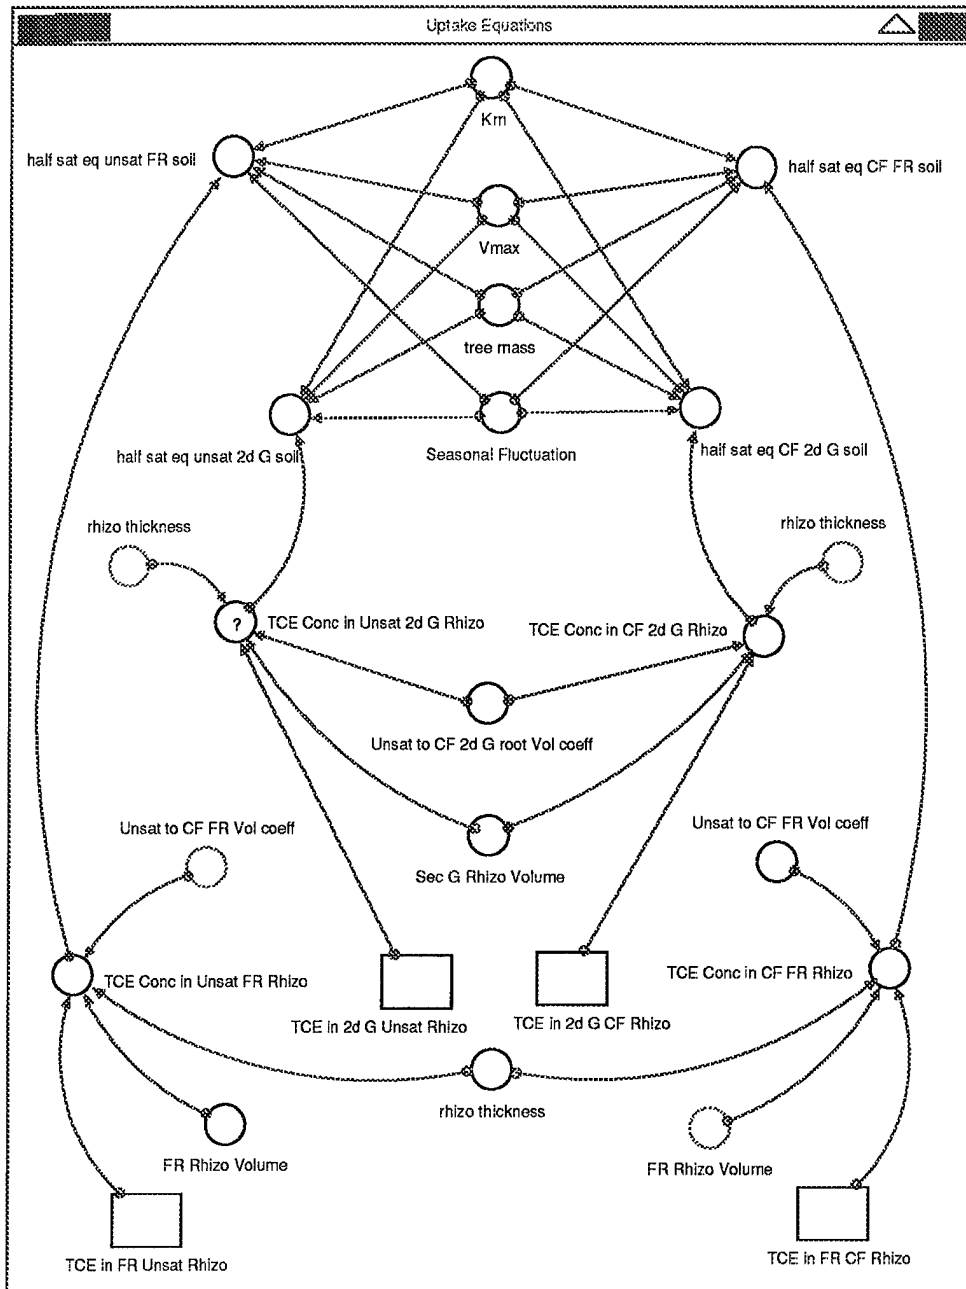 Uptake Equations
Km
half sat eq unsat FR soil
half sat eq CF FR soil
Vmax
tree mass
Seasonal Fluctuation
half sat eq unsat 2d G soil
half sat eq CF 2d G soil
rhizo thickness
rhizo thickness
?
TCE Conc in Unsat 2d G Rhizo
TCE Conc in CF 2d G Rhizo
Unsat to CF 2d G root Vol coeff
Unsat to CF FR Vol coeff
Unsat to CF FR Vol coeff
Sec G Rhizo Volume
TCE Conc in Unsat FR Rhizo
TCE Conc in CF FR Rhizo
TCE in 2d G Unsat Rhizo
TCE in 2d G CF Rhizo
rhizo thickness
FR Rhizo Volume
FR Rhizo Volume
TCE in FR Unsat Rhizo
TCE in FR CF Rhizo